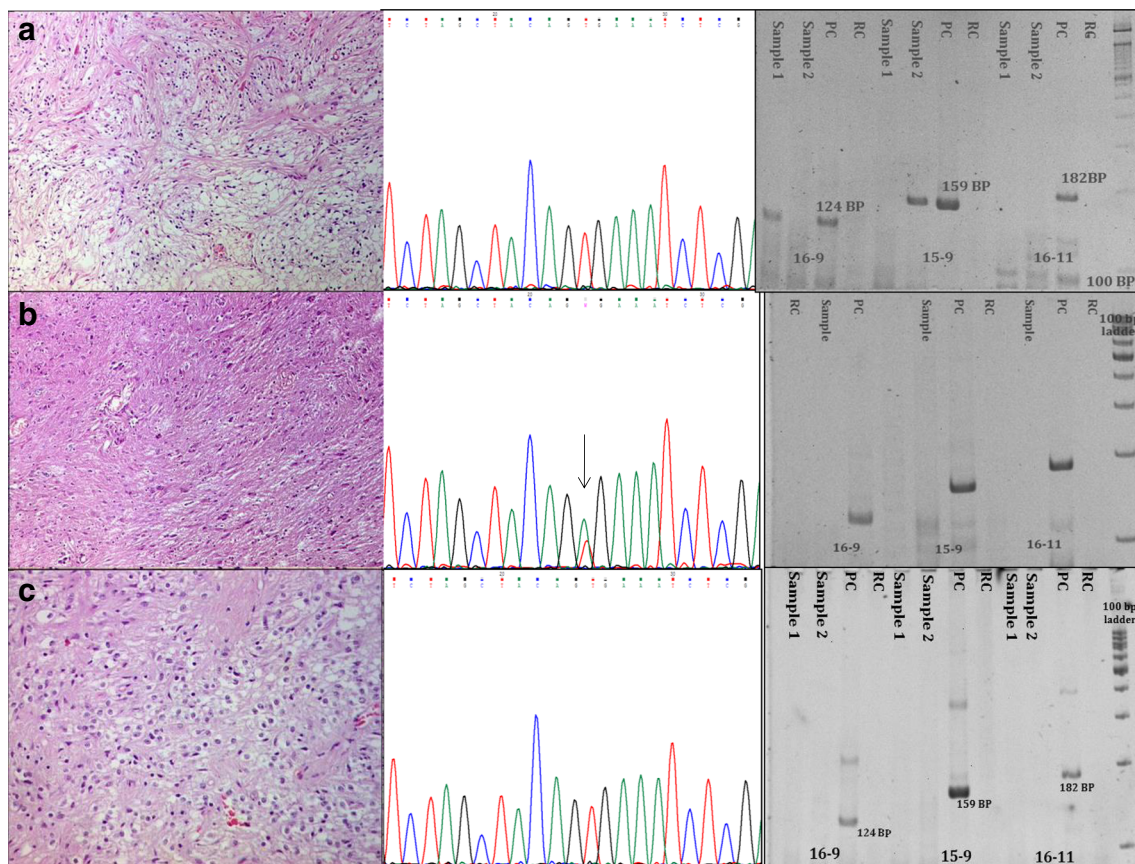 a
20 30
T C T A G C T A C A G T G A A A T C T C G
Sample 1 Sample 2 PC RC Sample 1 Sample 2 PC RC Sample 1 Sample 2 PC RC
124 BP
159 BP
182BP
16-9 15-9 16-11
100 BP
b
RC Sample PC RC Sample PC RC Sample PC RC
100 bp
ladder
16-9 15-9 16-11
c
Sample 1 Sample 2 PC RC Sample 1 Sample 2 PC RC Sample 1 Sample 2 PC RC
100 bp
ladder
124 BP
159 BP
182 BP
16-9 15-9 16-11